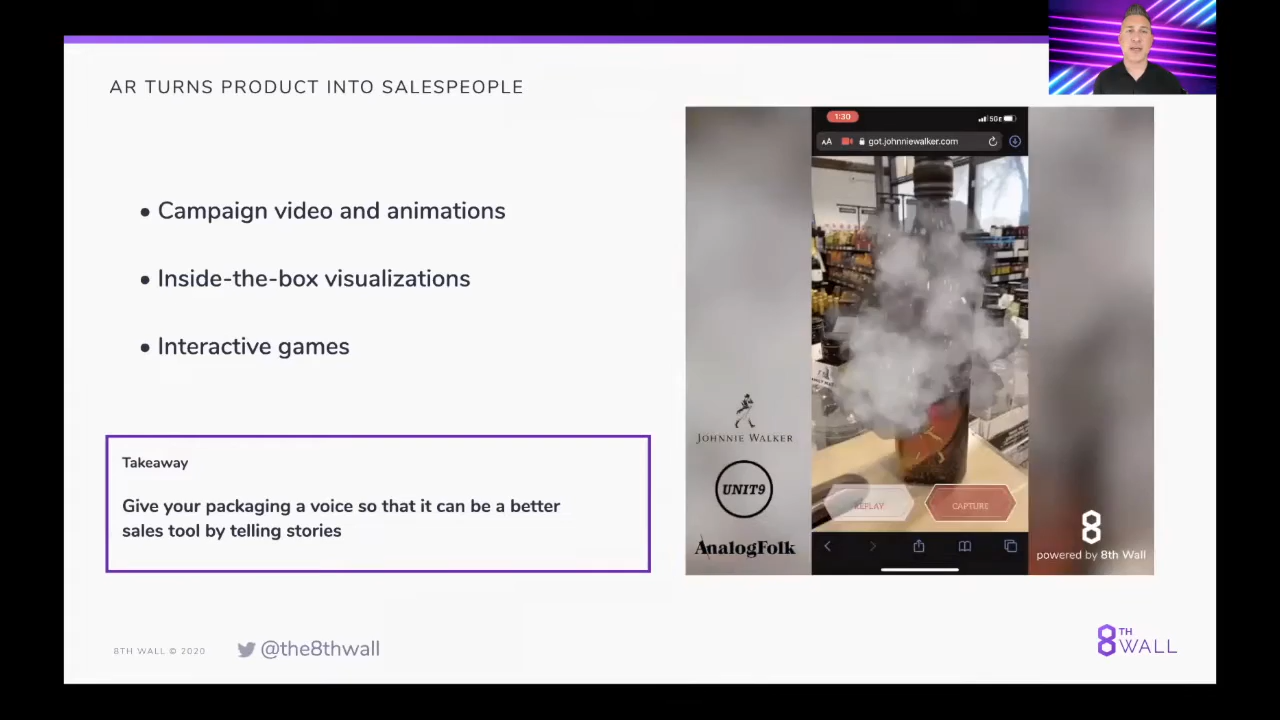 AR TURNS PRODUCT INTO SALESPEOPLE
• Campaign video and animations
• Inside-the-box visualizations
• Interactive games
Takeaway
Give your packaging a voice so that it can be a better
sales tool by telling stories
1:30
5GE
AA got.johnniewalker.com
JOHNNIE WALKER
UNIT9
AnalogFolk
REPLAY
CAPTURE
8
powered by 8th Wall
8TH WALL © 2020
@the8thwall
8TH WALL